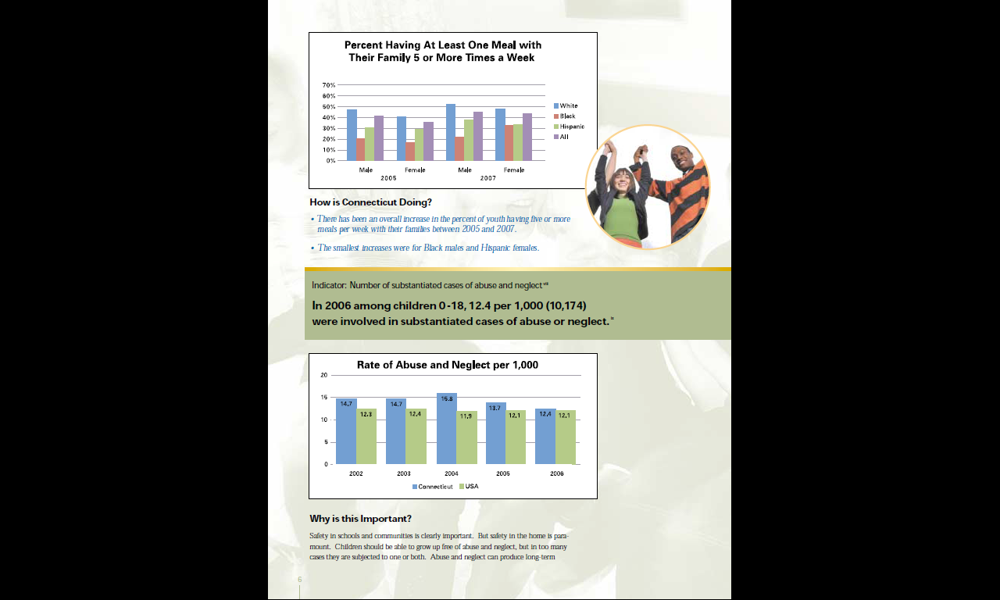 Percent Having At Least One Meal with
Their Family 5 or More Times a Week
70%
60%
50%
40%
30%
20%
10%
0%
White
Black
Hispanic
All
Male Female Male Female
2005 2007
How is Connecticut Doing?
• There has been an overall increase in the percent of youth having five or more
meals per week with their families between 2005 and 2007.
• The smallest increases were for Black males and Hispanic females.
Indicator: Number of substantiated cases of abuse and neglect viii
In 2006 among children 0-18, 12.4 per 1,000 (10,174)
were involved in substantiated cases of abuse or neglect. ix
Rate of Abuse and Neglect per 1,000
20
15
10
5
0
14.7 12.3 14.7 12.4 15.8 11.9 13.7 12.1 12.4 12.1
2002 2003 2004 2005 2006
Connecticut USA
Why is this Important?
Safety in schools and communities is clearly important. But safety in the home is para-
mount. Children should be able to grow up free of abuse and neglect, but in too many
cases they are subjected to one or both. Abuse and neglect can produce long-term
6